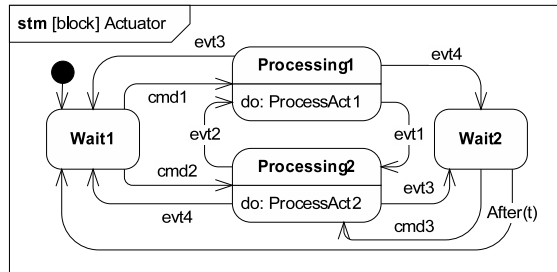 stm [block] Actuator
evt3
evt4
Processing1
cmd1
do: ProcessAct1
Wait1
evt2
evt1
Wait2
Processing2
cmd2
do: ProcessAct2
evt3
evt4
cmd3
After(t)